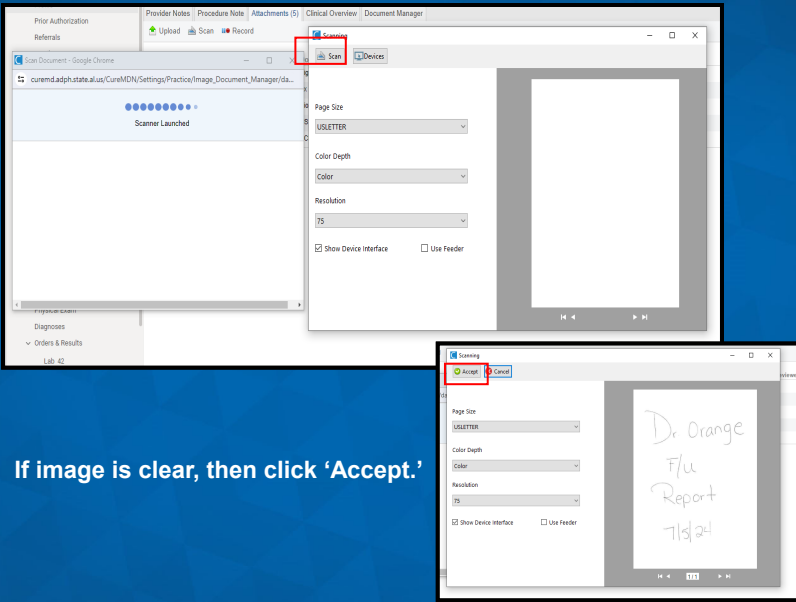 Prior Authorization
Referrals
Provider Notes Procedure Note Attachments (5) Clinical Overview Document Manager
Upload Scan Record
Scan Document - Google Chrome
curemd.adph.state.al.us/CureMDN/Settings/Practice/Image_Document_Manager/da...
Scanner Launched
Scanning
Scan Devices
Page Size
USLETTER
Color Depth
Color
Resolution
75
Show Device Interface Use Feeder
Physical Exam
Diagnoses
Orders & Results
Lab 42
If image is clear, then click ‘Accept.’
Scanning
Accept Cancel
Page Size
USLETTER
Color Depth
Color
Resolution
75
Show Device Interface Use Feeder
Dr Orange
F/u
Report
7/5/24
1/1